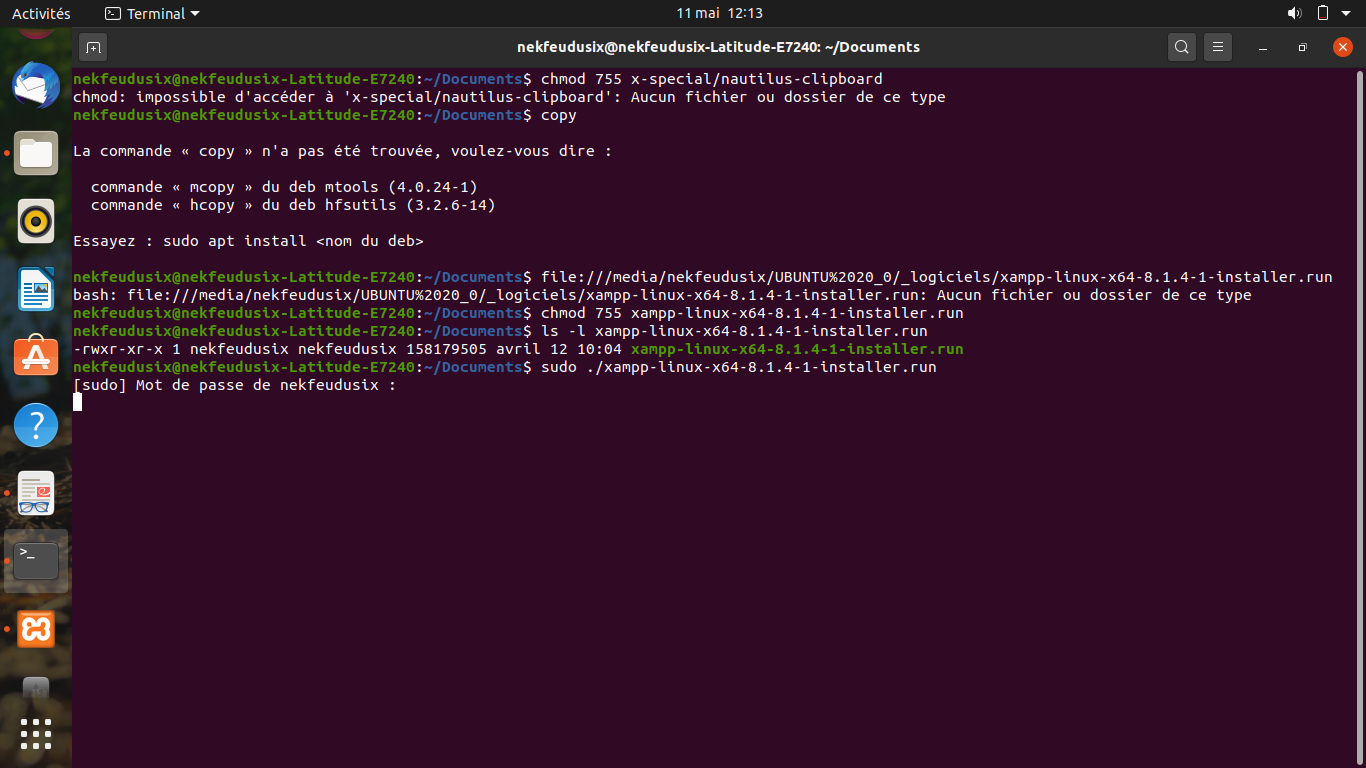 Activités
Terminal
11 mai 12:13
nekfeudusix@nekfeudusix-Latitude-E7240: ~/Documents
nekfeudusix@nekfeudusix-Latitude-E7240:~/Documents$ chmod 755 x-special/nautilus-clipboard
chmod: impossible d'accéder à 'x-special/nautilus-clipboard': Aucun fichier ou dossier de ce type
nekfeudusix@nekfeudusix-Latitude-E7240:~/Documents$ copy
La commande « copy » n'a pas été trouvée, voulez-vous dire :
commande « mcopy » du deb mtools (4.0.24-1)
commande « hcopy » du deb hfsutils (3.2.6-14)
Essayez : sudo apt install <nom du deb>
nekfeudusix@nekfeudusix-Latitude-E7240:~/Documents$ file:///media/nekfeudusix/UBUNTU%2020_0/_logiciels/xampp-linux-x64-8.1.4-1-installer.run
bash: file:///media/nekfeudusix/UBUNTU%2020_0/_logiciels/xampp-linux-x64-8.1.4-1-installer.run: Aucun fichier ou dossier de ce type
nekfeudusix@nekfeudusix-Latitude-E7240:~/Documents$ chmod 755 xampp-linux-x64-8.1.4-1-installer.run
nekfeudusix@nekfeudusix-Latitude-E7240:~/Documents$ ls -l xampp-linux-x64-8.1.4-1-installer.run
-rwxr-xr-x 1 nekfeudusix nekfeudusix 158179505 avril 12 10:04 xampp-linux-x64-8.1.4-1-installer.run
nekfeudusix@nekfeudusix-Latitude-E7240:~/Documents$ sudo ./xampp-linux-x64-8.1.4-1-installer.run
[sudo] Mot de passe de nekfeudusix :